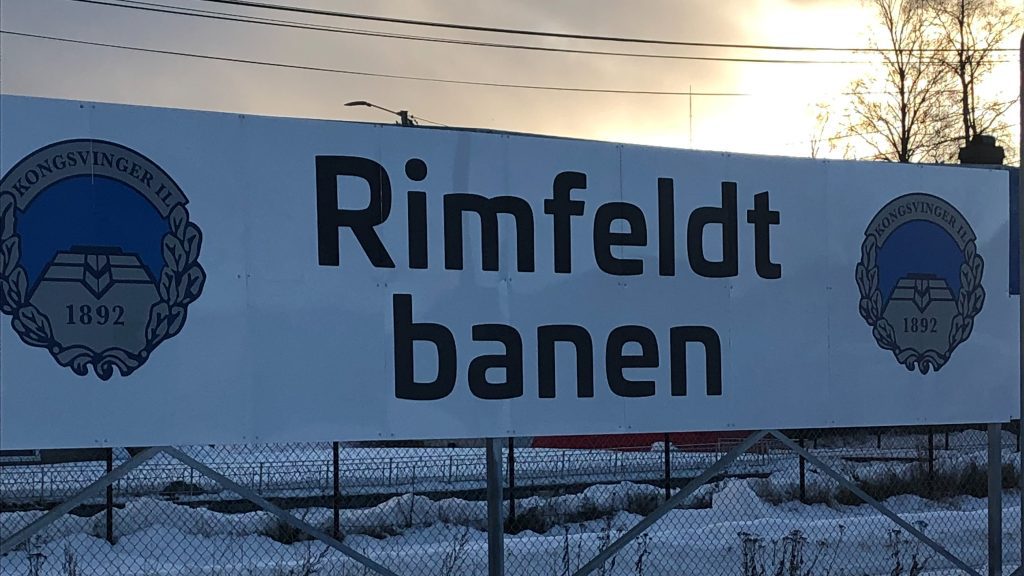 KONGSVINGER IL
1892
Rimfeldt
banen
KONGSVINGER IL
1892